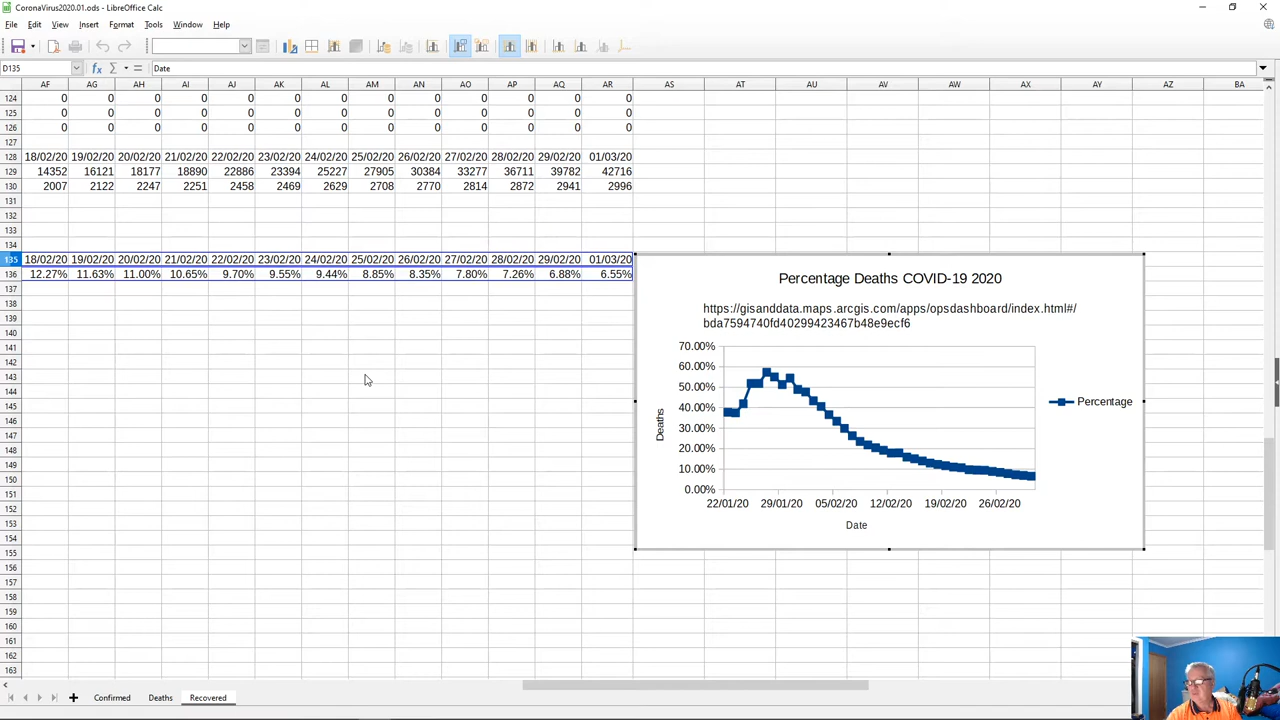 CoronaVirus2020.01.ods - LibreOffice Calc
File Edit View Insert Format Tools Window Help
D135 Date
AF AG AH AI AJ AK AL AM AN AO AP AQ AR AS AT AU AV AW AX AY AZ BA
124 0 0 0 0 0 0 0 0 0 0 0 0 0
125 0 0 0 0 0 0 0 0 0 0 0 0 0
126 0 0 0 0 0 0 0 0 0 0 0 0 0
127
128 18/02/20 19/02/20 20/02/20 21/02/20 22/02/20 23/02/20 24/02/20 25/02/20 26/02/20 27/02/20 28/02/20 29/02/20 01/03/20
129 14352 16121 18177 18890 22886 23394 25227 27905 30384 33277 36711 39782 42716
130 2007 2122 2247 2251 2458 2469 2629 2708 2770 2814 2872 2941 2996
131
132
133
134
135 18/02/20 19/02/20 20/02/20 21/02/20 22/02/20 23/02/20 24/02/20 25/02/20 26/02/20 27/02/20 28/02/20 29/02/20 01/03/20
136 12.27% 11.63% 11.00% 10.65% 9.70% 9.55% 9.44% 8.85% 8.35% 7.80% 7.26% 6.88% 6.55%
137
138
139
140
141
142
143
144
145
146
147
148
149
150
151
152
153
154
155
156
157
158
159
160
161
162
163
Percentage Deaths COVID-19 2020
https://gisanddata.maps.arcgis.com/apps/opsdashboard/index.html#/
bda7594740fd40299423467b48e9ecf6
70.00%
60.00%
50.00%
40.00%
30.00%
20.00%
10.00%
0.00%
Deaths
Percentage
22/01/20 29/01/20 05/02/20 12/02/20 19/02/20 26/02/20
Date
Confirmed Deaths Recovered